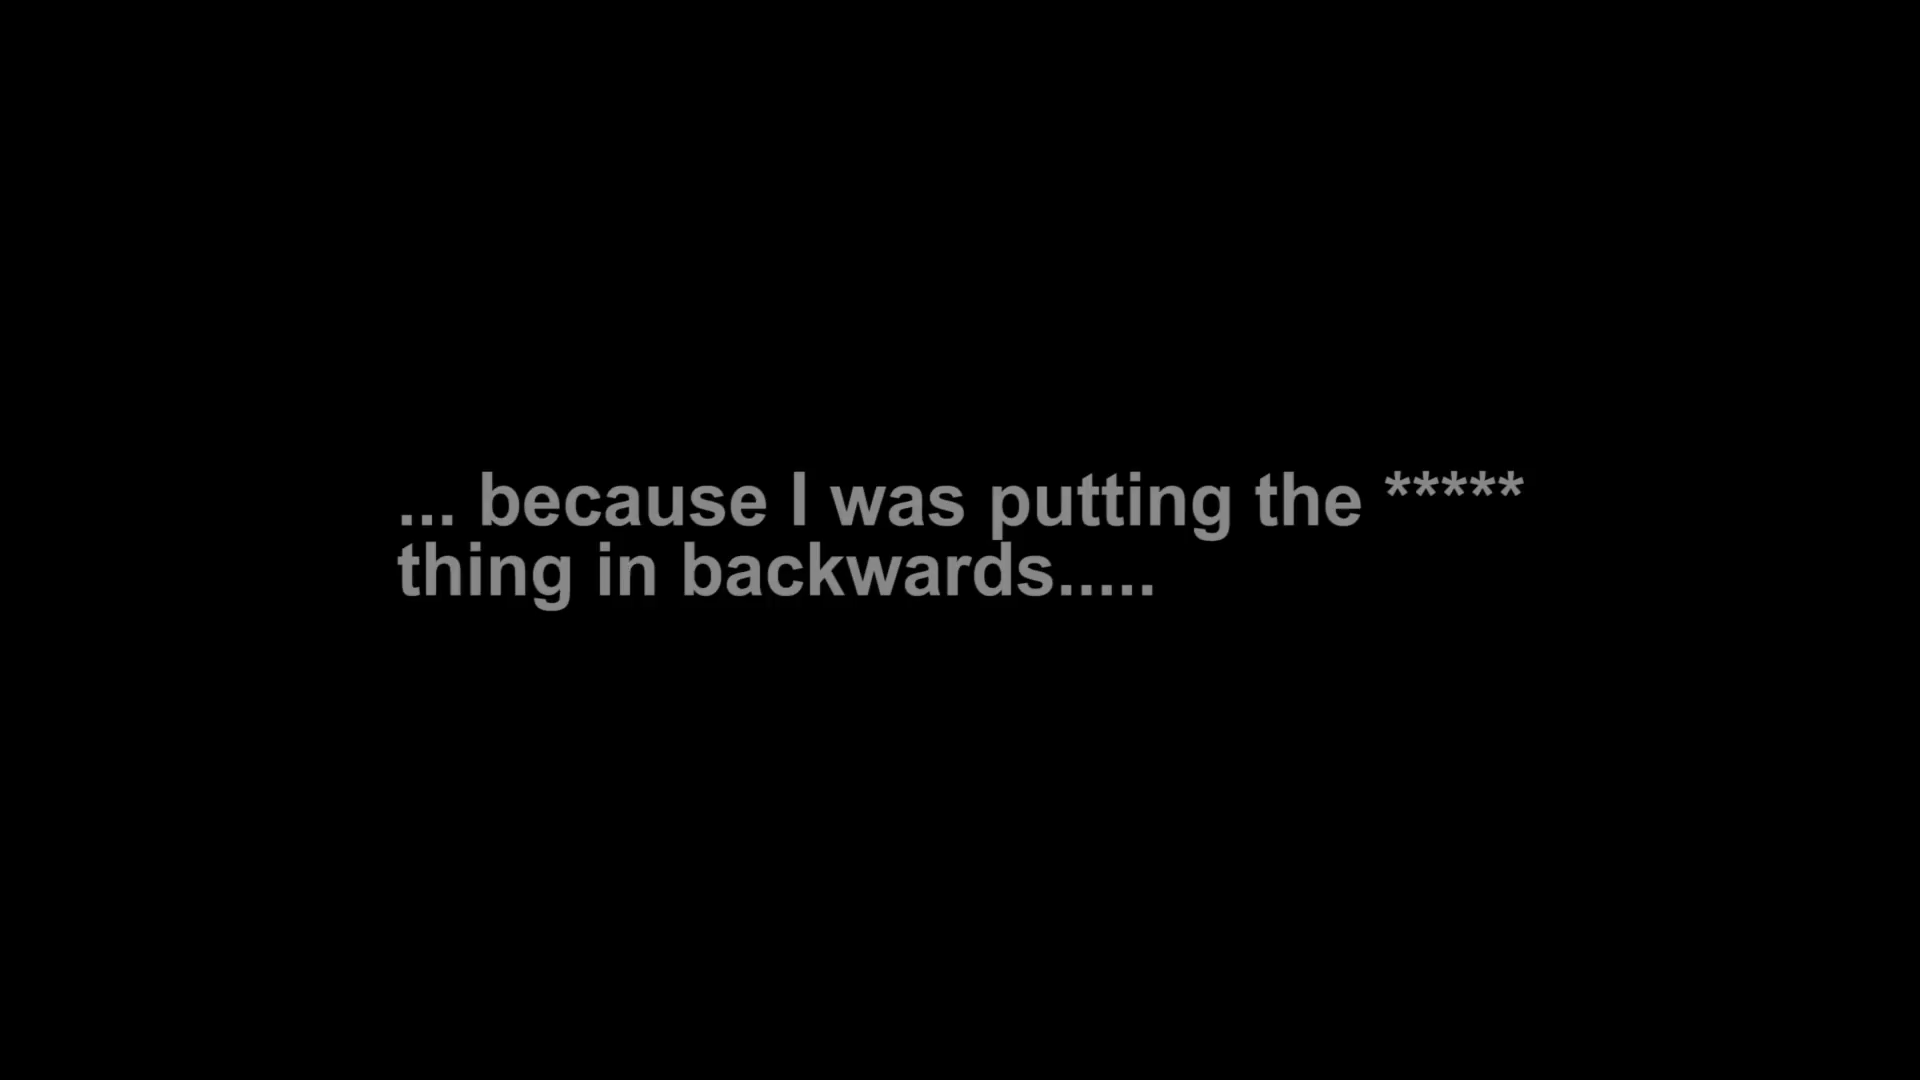 ... because I was putting the *****
thing in backwards.....